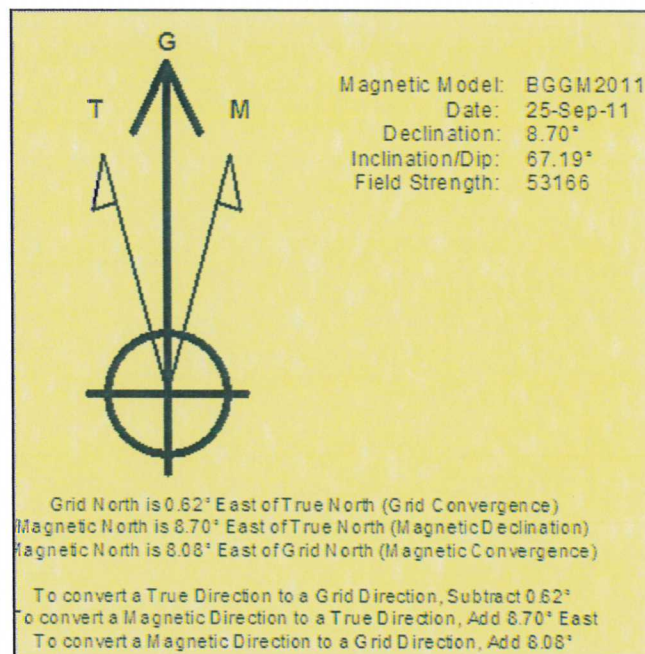 G
T
M
Magnetic Model: BGGM2011
Date: 25-Sep-11
Declination: 8.70°
Inclination/Dip: 67.19°
Field Strength: 53166
Grid North is 0.62° East of True North (Grid Convergence)
Magnetic North is 8.70° East of True North (Magnetic Declination)
Magnetic North is 8.08° East of Grid North (Magnetic Convergence)
To convert a True Direction to a Grid Direction, Subtract 0.62°
To convert a Magnetic Direction to a True Direction, Add 8.70° East
To convert a Magnetic Direction to a Grid Direction, Add 8.08°